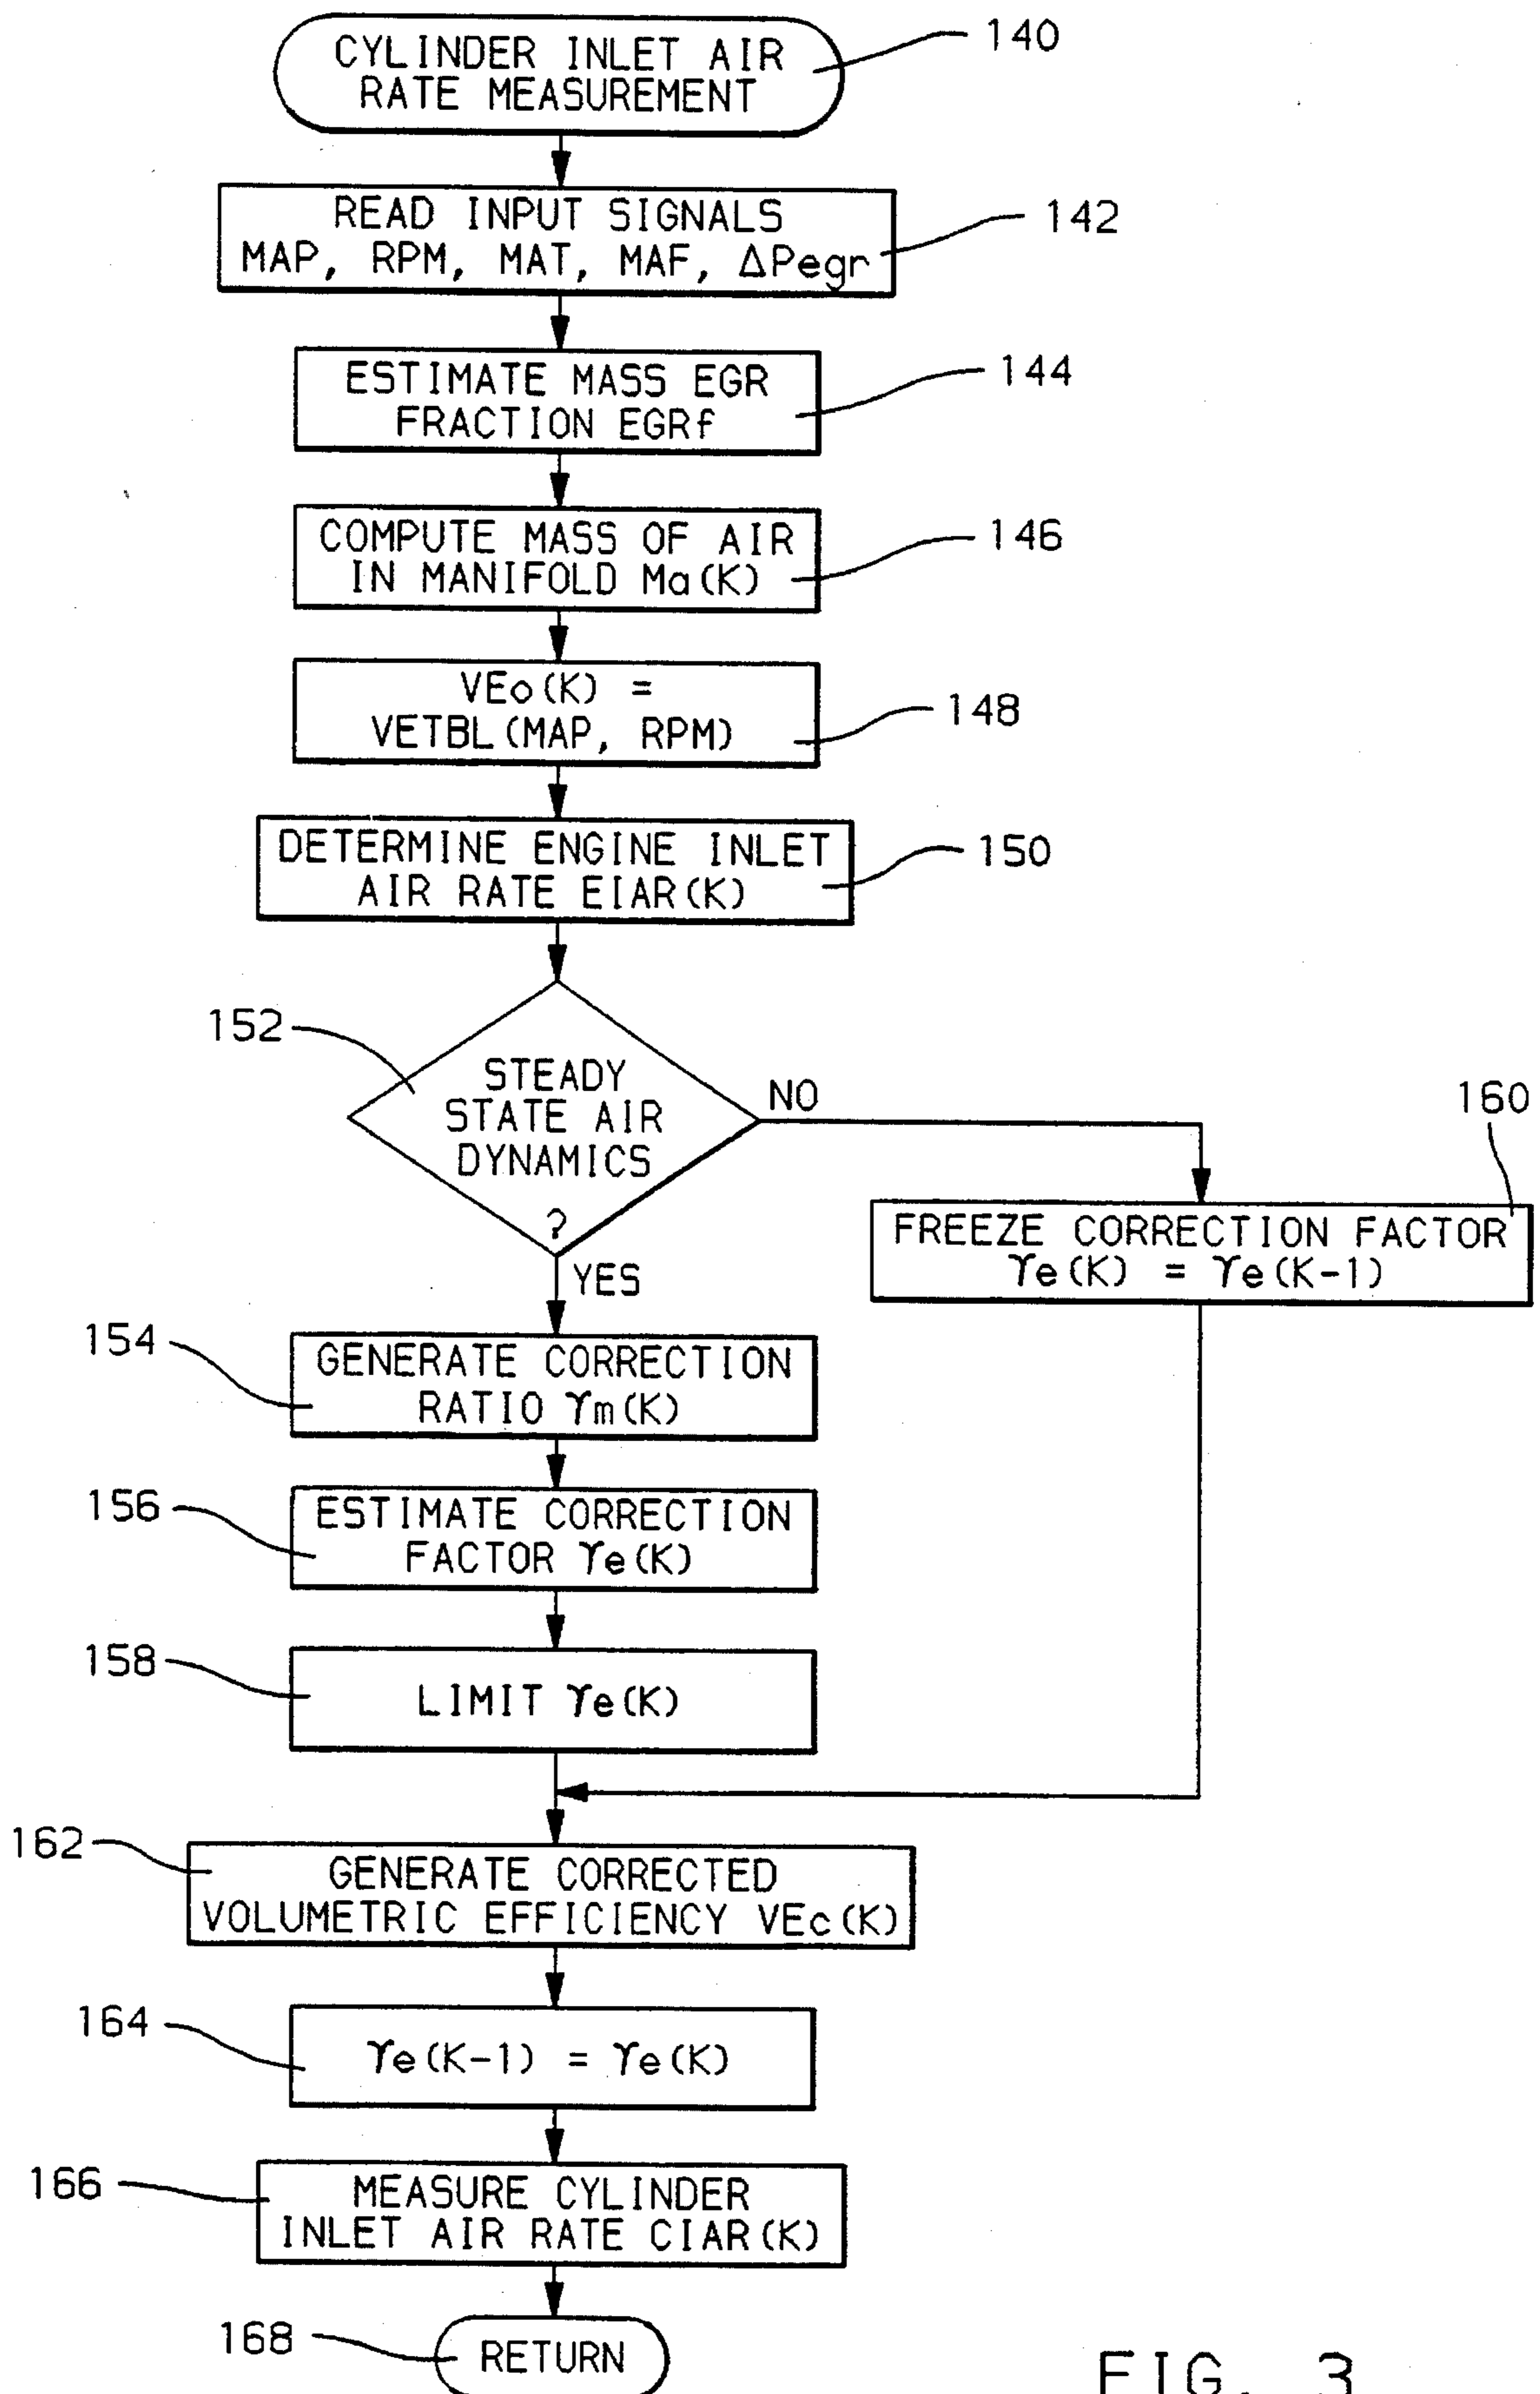 CYLINDER INLET AIR
RATE MEASUREMENT
140
READ INPUT SIGNALS
MAP, RPM, MAT, MAF, ΔPegr
142
ESTIMATE MASS EGR
FRACTION EGRf
144
COMPUTE MASS OF AIR
IN MANIFOLD Ma(K)
146
VEo(K) =
VETBL(MAP, RPM)
148
DETERMINE ENGINE INLET
AIR RATE EIAR(K)
150
152
STEADY
STATE AIR
DYNAMICS
?
NO
YES
160
FREEZE CORRECTION FACTOR
γe(K) = γe(K-1)
154
GENERATE CORRECTION
RATIO γm(K)
156
ESTIMATE CORRECTION
FACTOR γe(K)
158
LIMIT γe(K)
162
GENERATE CORRECTED
VOLUMETRIC EFFICIENCY VEc(K)
164
γe(K-1) = γe(K)
166
MEASURE CYLINDER
INLET AIR RATE CIAR(K)
168
RETURN
FIG. 3